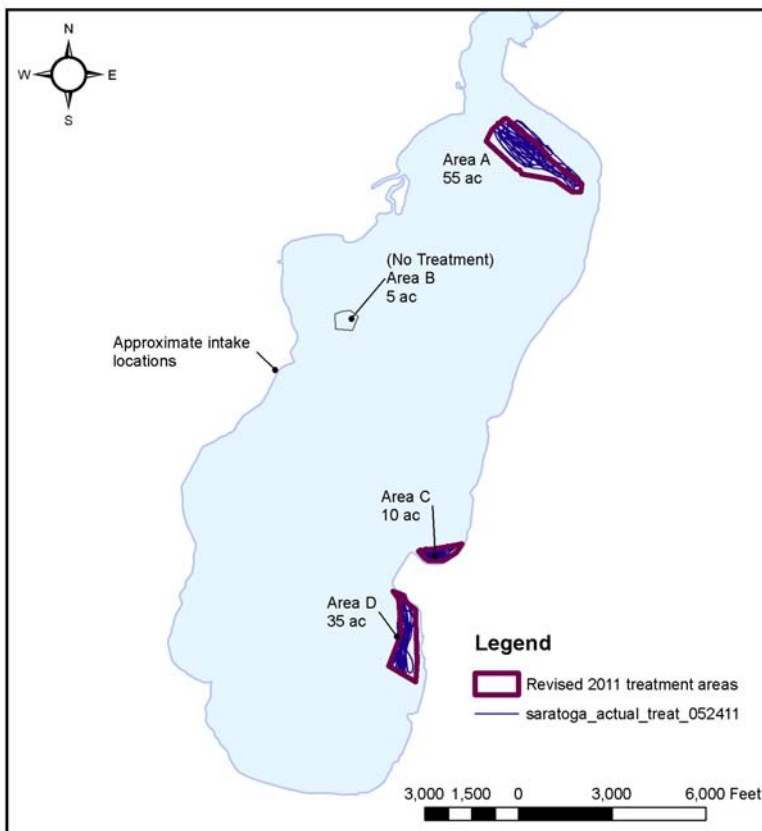 N
W E
S
Area A
55 ac
(No Treatment)
Area B
5 ac
Approximate intake
locations
Area C
10 ac
Area D
35 ac
Legend
Revised 2011 treatment areas
saratoga_actual_treat_052411
3,000 1,500 0 3,000 6,000 Feet